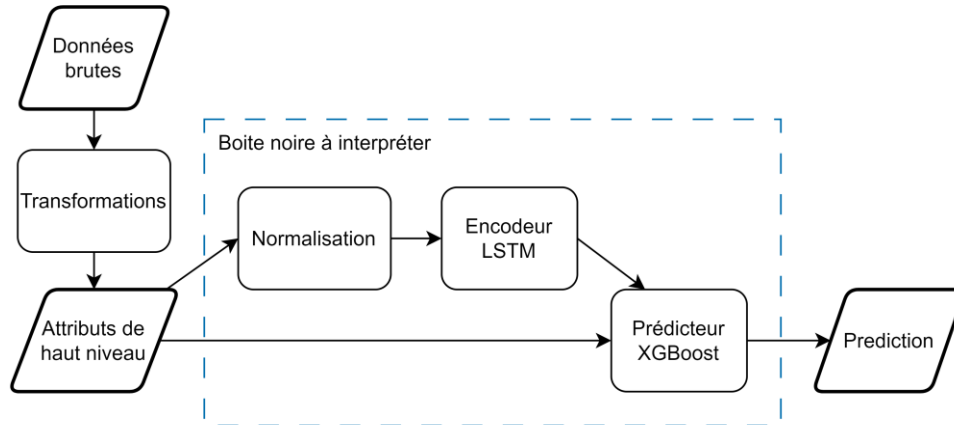 Données
brutes
Boite noire à interpréter
Transformations
Normalisation
Encodeur
LSTM
Attributs de
haut niveau
Prédicteur
XGBoost
Prediction